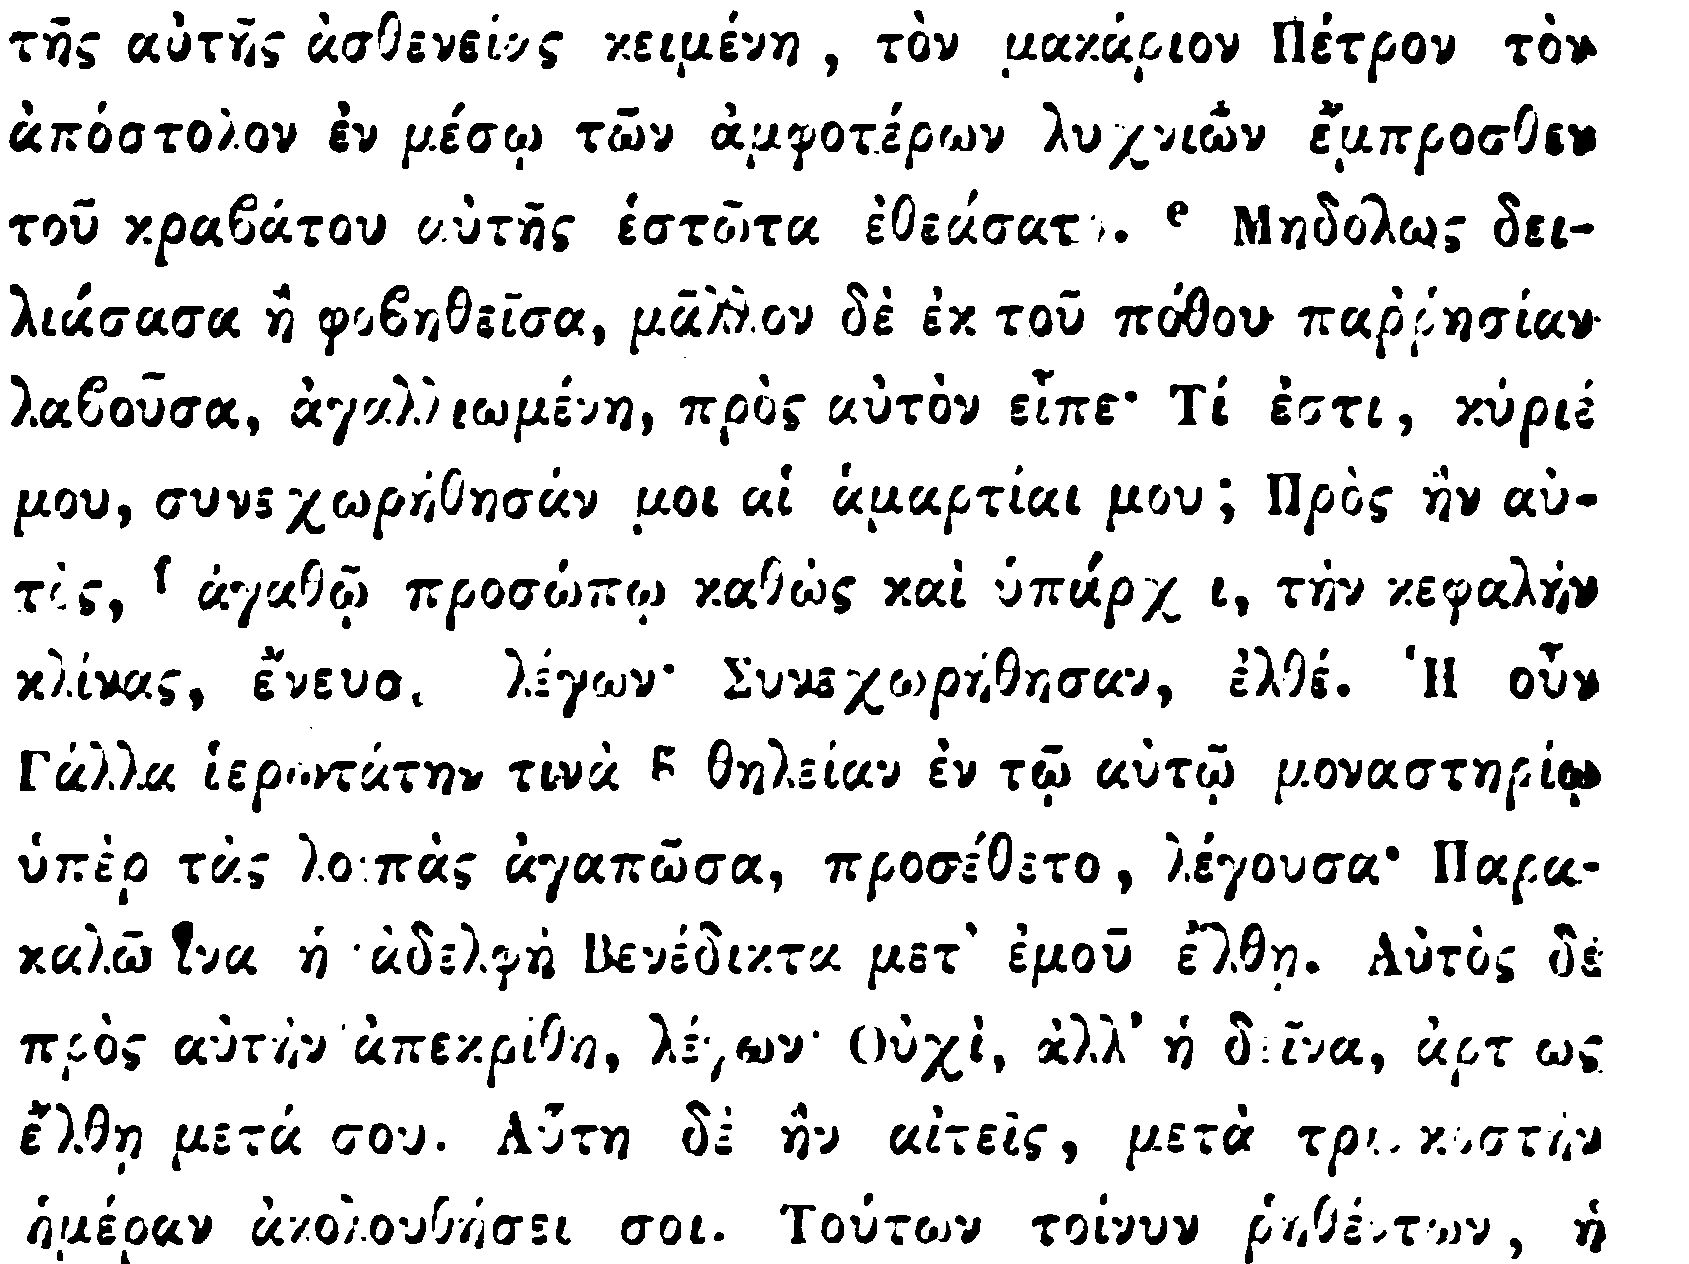 τῆς αὐτῆς ἀσθενείας κειμένη, τὸν μακάριον Πέτρον τὸν
ἀπόστολον ἐν μέσῳ τῶν ἀμφοτέρων λυχνιῶν ἔμπροσθεν
τοῦ κραβάτου αὐτῆς ἑστῶτα ἐθεάσατο. e Μηδόλως δει-
λιάσασα ἢ φοβηθεῖσα, μᾶλλον δὲ ἐκ τοῦ πόθου παῤῥησίαν
λαβοῦσα, ἀγαλλιωμένη, πρὸς αὐτὸν εἶπε· Τί ἐστι, κύριέ
μου, συνεχωρήθησάν μοι αἱ ἁμαρτίαι μου; Πρὸς ἣν αὐ-
τὸς, f ἀγαθῷ προσώπῳ καθὼς καὶ ὑπάρχει, τὴν κεφαλὴν
κλίνας, ἔνευσε λέγων· Συνεχωρήθησαν, ἐλθέ. Ἡ οὖν
Γάλλα ἱερωτάτην τινὰ g θηλείαν ἐν τῷ αὐτῷ μοναστηρίῳ
ὑπὲρ τὰς λοιπὰς ἀγαπῶσα, προσέθετο, λέγουσα· Παρα-
καλῶ ἵνα ἡ ἀδελφὴ Βενέδικτα μετ' ἐμοῦ ἔλθῃ. Αὐτὸς δὲ
πρὸς αὐτὴν ἀπεκρίθη, λέγων· Οὐχὶ, ἀλλ' ἡ δεῖνα, ἀρτίως
ἔλθῃ μετά σου. Αὕτη δὲ ἣν αἰτεῖς, μετὰ τριακοστὴν
ἡμέραν ἀκολουθήσει σοι. Τούτων τοίνυν ῥηθέντων, ἡ